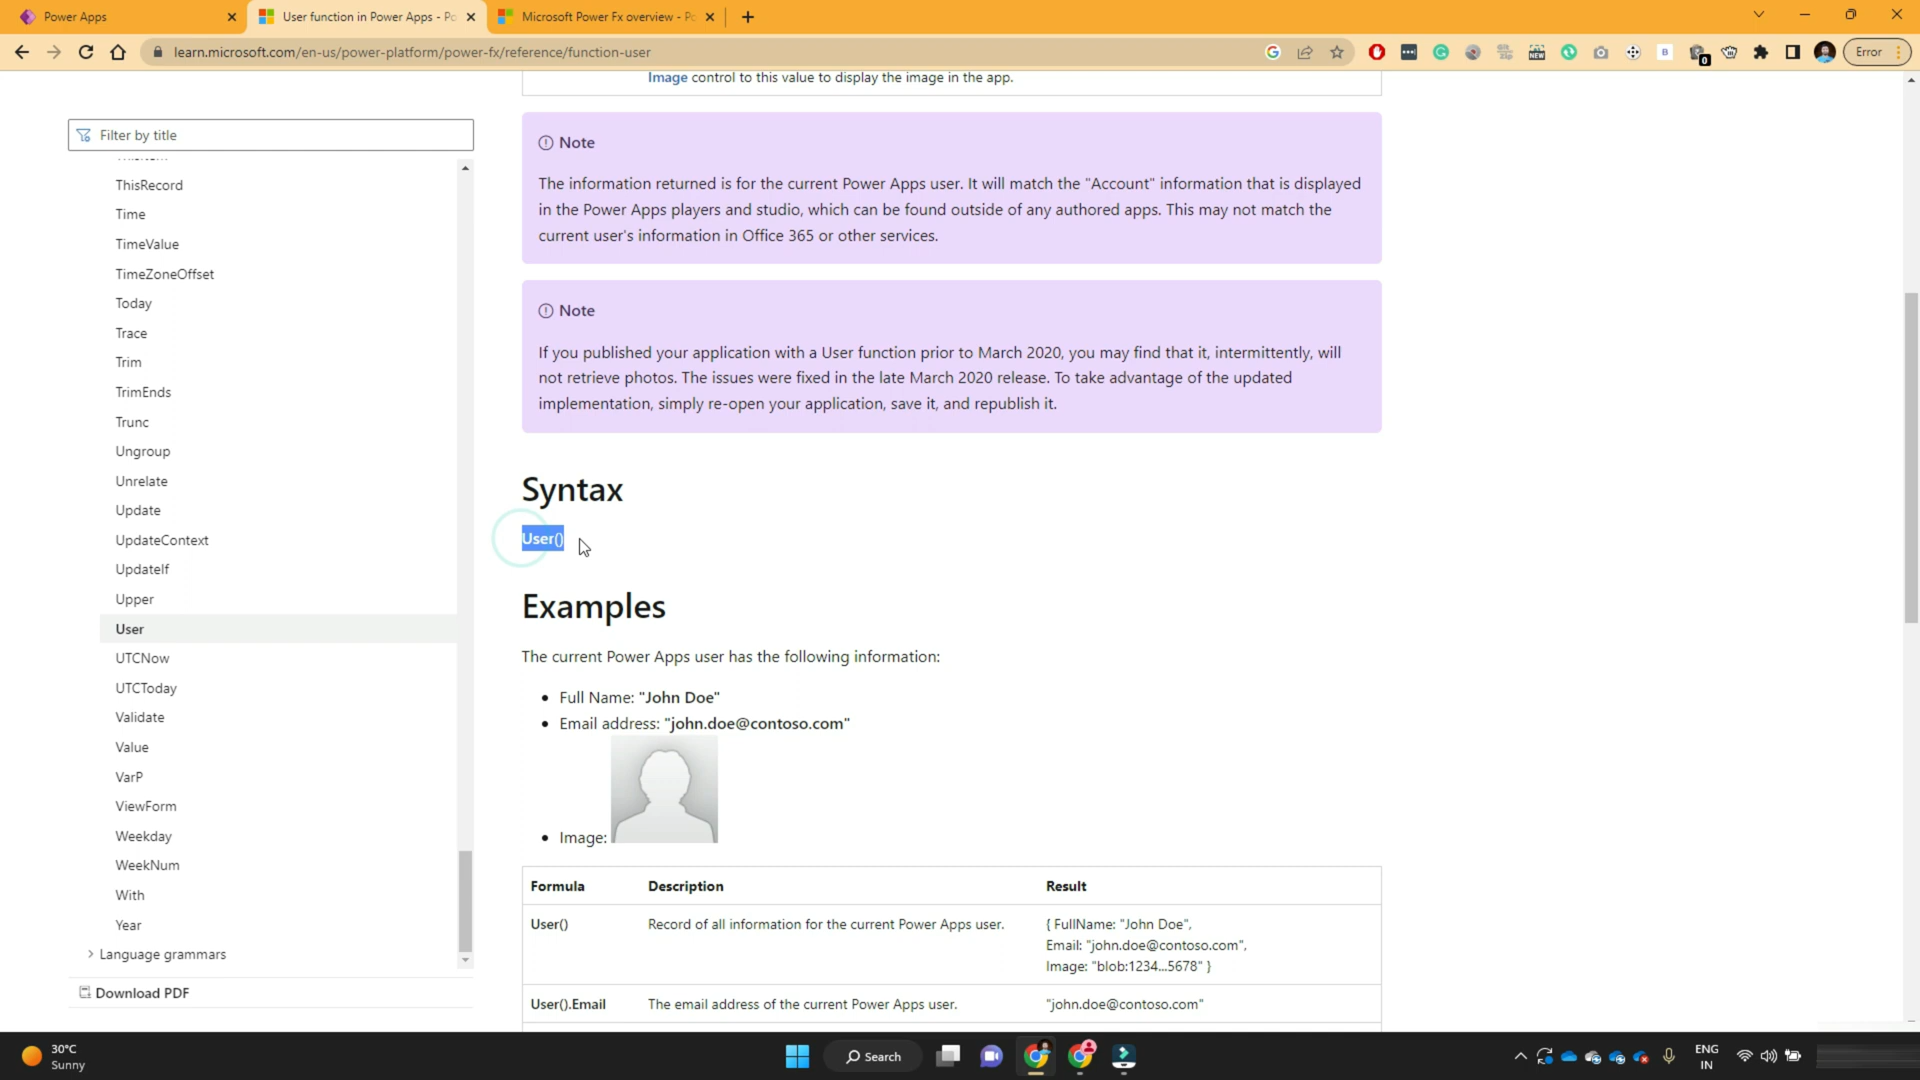 Power Apps
User function in Power Apps - Po
Microsoft Power Fx overview - Po
learn.microsoft.com/en-us/power-platform/power-fx/reference/function-user
NEW
B
0
Error
Filter by title
ThisRecord
Time
TimeValue
TimeZoneOffset
Today
Trace
Trim
TrimEnds
Trunc
Ungroup
Unrelate
Update
UpdateContext
UpdateIf
Upper
User
UTCNow
UTCToday
Validate
Value
VarP
ViewForm
Weekday
WeekNum
With
Year
Language grammars
Download PDF
Image control to this value to display the image in the app.
Note
The information returned is for the current Power Apps user. It will match the "Account" information that is displayed
in the Power Apps players and studio, which can be found outside of any authored apps. This may not match the
current user's information in Office 365 or other services.
Note
If you published your application with a User function prior to March 2020, you may find that it, intermittently, will
not retrieve photos. The issues were fixed in the late March 2020 release. To take advantage of the updated
implementation, simply re-open your application, save it, and republish it.
Syntax
User()
Examples
The current Power Apps user has the following information:
Full Name: "John Doe"
Email address: "john.doe@contoso.com"
Image:
Formula Description Result
User() Record of all information for the current Power Apps user. { FullName: "John Doe",
Email: "john.doe@contoso.com",
Image: "blob:1234...5678" }
User().Email The email address of the current Power Apps user. "john.doe@contoso.com"
30°C
Sunny
Search
ENG
IN